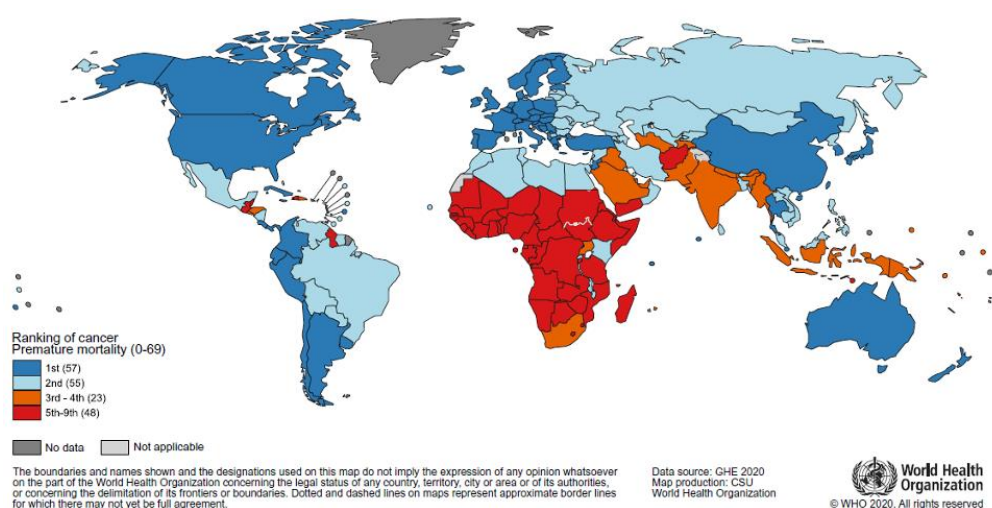 Ranking of cancer
Premature mortality (0-69)
1st (57)
2nd (55)
3rd - 4th (23)
5th-9th (48)
No data
Not applicable
The boundaries and names shown and the designations used on this map do not imply the expression of any opinion whatsoever
on the part of the World Health Organization concerning the legal status of any country, territory, city or area or of its authorities,
or concerning the delimitation of its frontiers or boundaries. Dotted and dashed lines on maps represent approximate border lines
for which there may not yet be full agreement.
Data source: GHE 2020
Map production: CSU
World Health Organization
World Health
Organization
© WHO 2020. All rights reserved